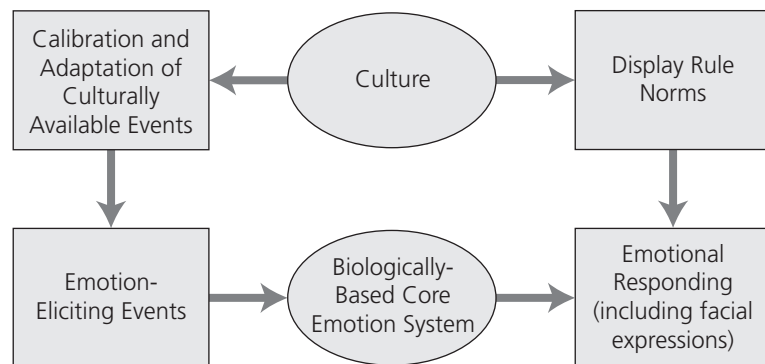 Calibration and
Adaptation of
Culturally
Available Events
Culture
Display Rule
Norms
Emotion-
Eliciting Events
Biologically-
Based Core
Emotion System
Emotional
Responding
(including facial
expressions)